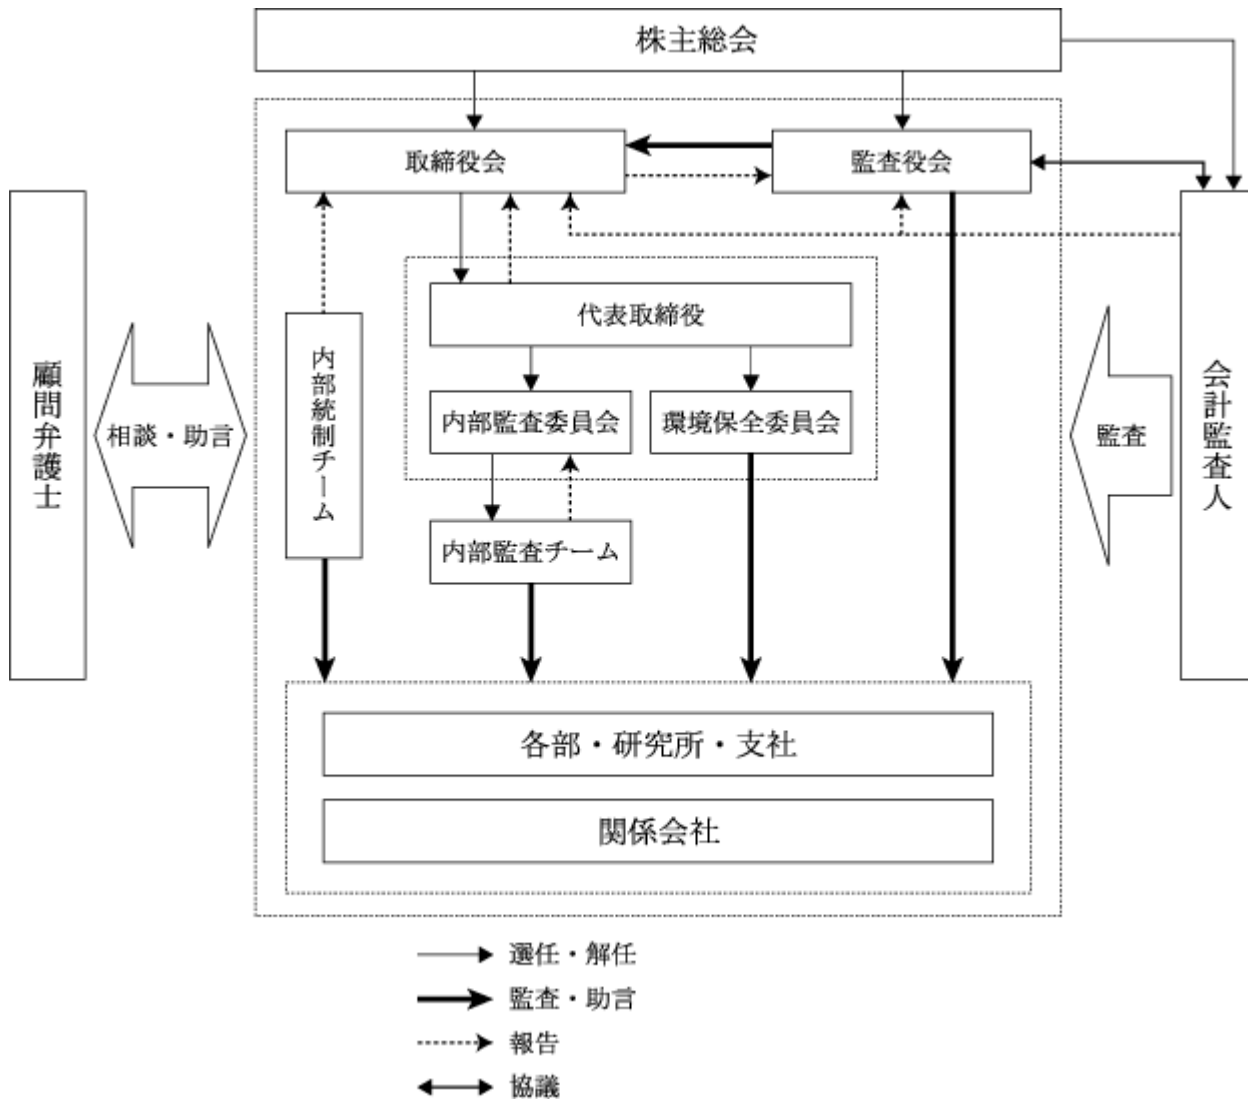 株主総会
取締役会
監査役会
代表取締役
顧問弁護士
相談・助言
内部統制チーム
内部監査委員会
環境保全委員会
監査
会計監査人
内部監査チーム
各部・研究所・支社
関係会社
選任・解任
監査・助言
報告
協議